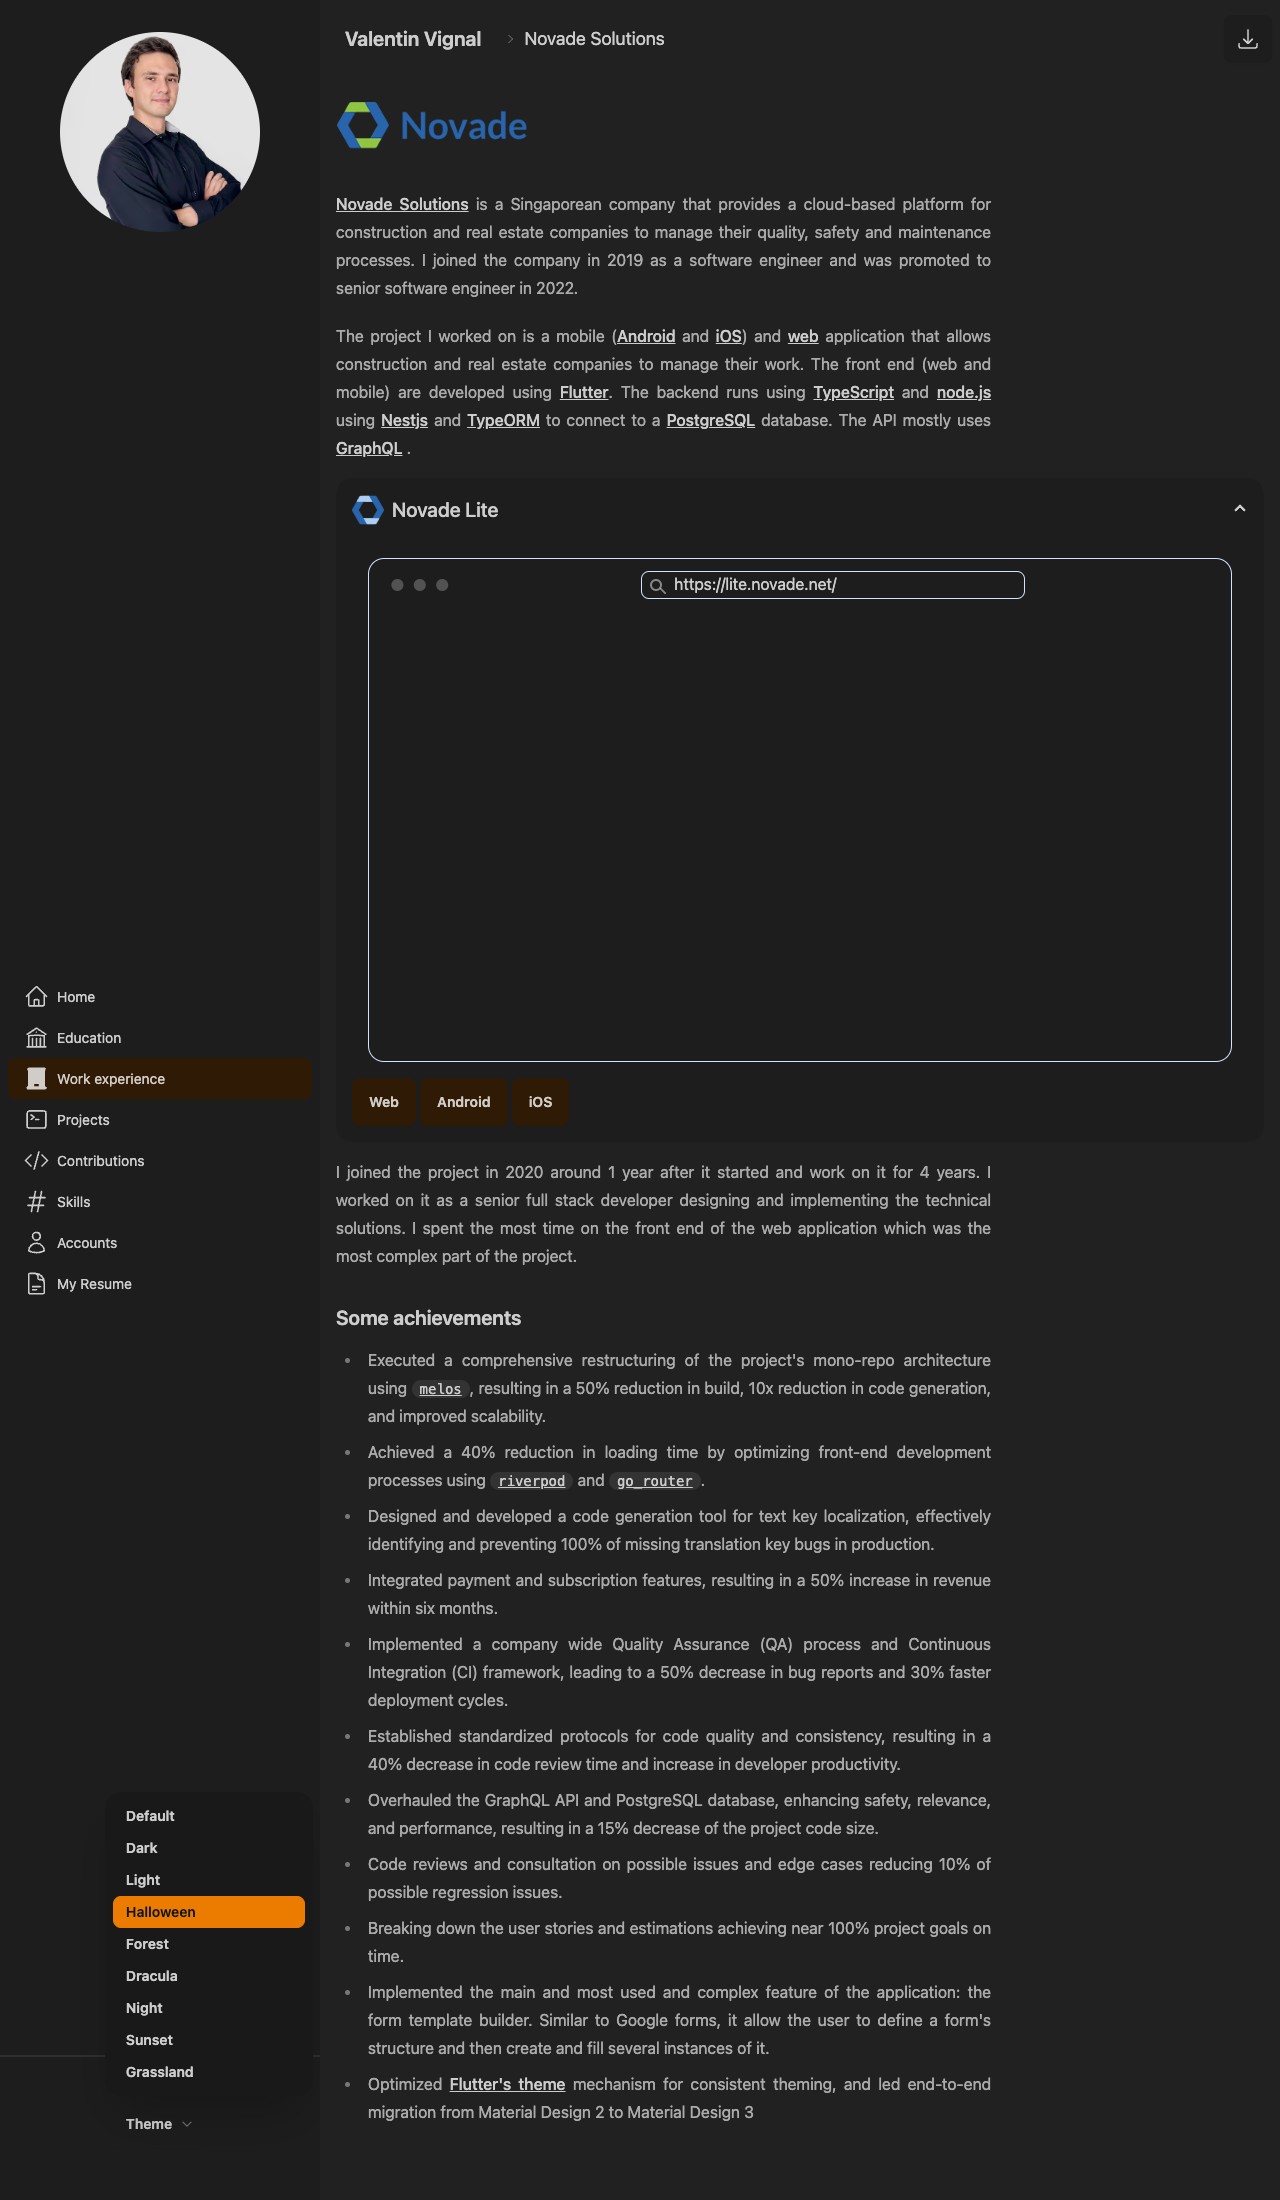 Home
Education
Work experience
Projects
Contributions
Skills
Accounts
My Resume
Default
Dark
Light
Halloween
Forest
Dracula
Night
Sunset
Grassland
Theme
Valentin Vignal
Novade Solutions
Novade
Novade Solutions is a Singaporean company that provides a cloud-based platform for
construction and real estate companies to manage their quality, safety and maintenance
processes. I joined the company in 2019 as a software engineer and was promoted to
senior software engineer in 2022.
The project I worked on is a mobile (Android and iOS) and web application that allows
construction and real estate companies to manage their work. The front end (web and
mobile) are developed using Flutter. The backend runs using TypeScript and node.js
using Nestjs and TypeORM to connect to a PostgreSQL database. The API mostly uses
GraphQL .
Novade Lite
https://lite.novade.net/
Web Android iOS
I joined the project in 2020 around 1 year after it started and work on it for 4 years. I
worked on it as a senior full stack developer designing and implementing the technical
solutions. I spent the most time on the front end of the web application which was the
most complex part of the project.
Some achievements
• Executed a comprehensive restructuring of the project's mono-repo architecture
using melos, resulting in a 50% reduction in build, 10x reduction in code generation,
and improved scalability.
• Achieved a 40% reduction in loading time by optimizing front-end development
processes using riverpod and go_router.
• Designed and developed a code generation tool for text key localization, effectively
identifying and preventing 100% of missing translation key bugs in production.
• Integrated payment and subscription features, resulting in a 50% increase in revenue
within six months.
• Implemented a company wide Quality Assurance (QA) process and Continuous
Integration (CI) framework, leading to a 50% decrease in bug reports and 30% faster
deployment cycles.
• Established standardized protocols for code quality and consistency, resulting in a
40% decrease in code review time and increase in developer productivity.
• Overhauled the GraphQL API and PostgreSQL database, enhancing safety, relevance,
and performance, resulting in a 15% decrease of the project code size.
• Code reviews and consultation on possible issues and edge cases reducing 10% of
possible regression issues.
• Breaking down the user stories and estimations achieving near 100% project goals on
time.
• Implemented the main and most used and complex feature of the application: the
form template builder. Similar to Google forms, it allow the user to define a form's
structure and then create and fill several instances of it.
• Optimized Flutter's theme mechanism for consistent theming, and led end-to-end
migration from Material Design 2 to Material Design 3